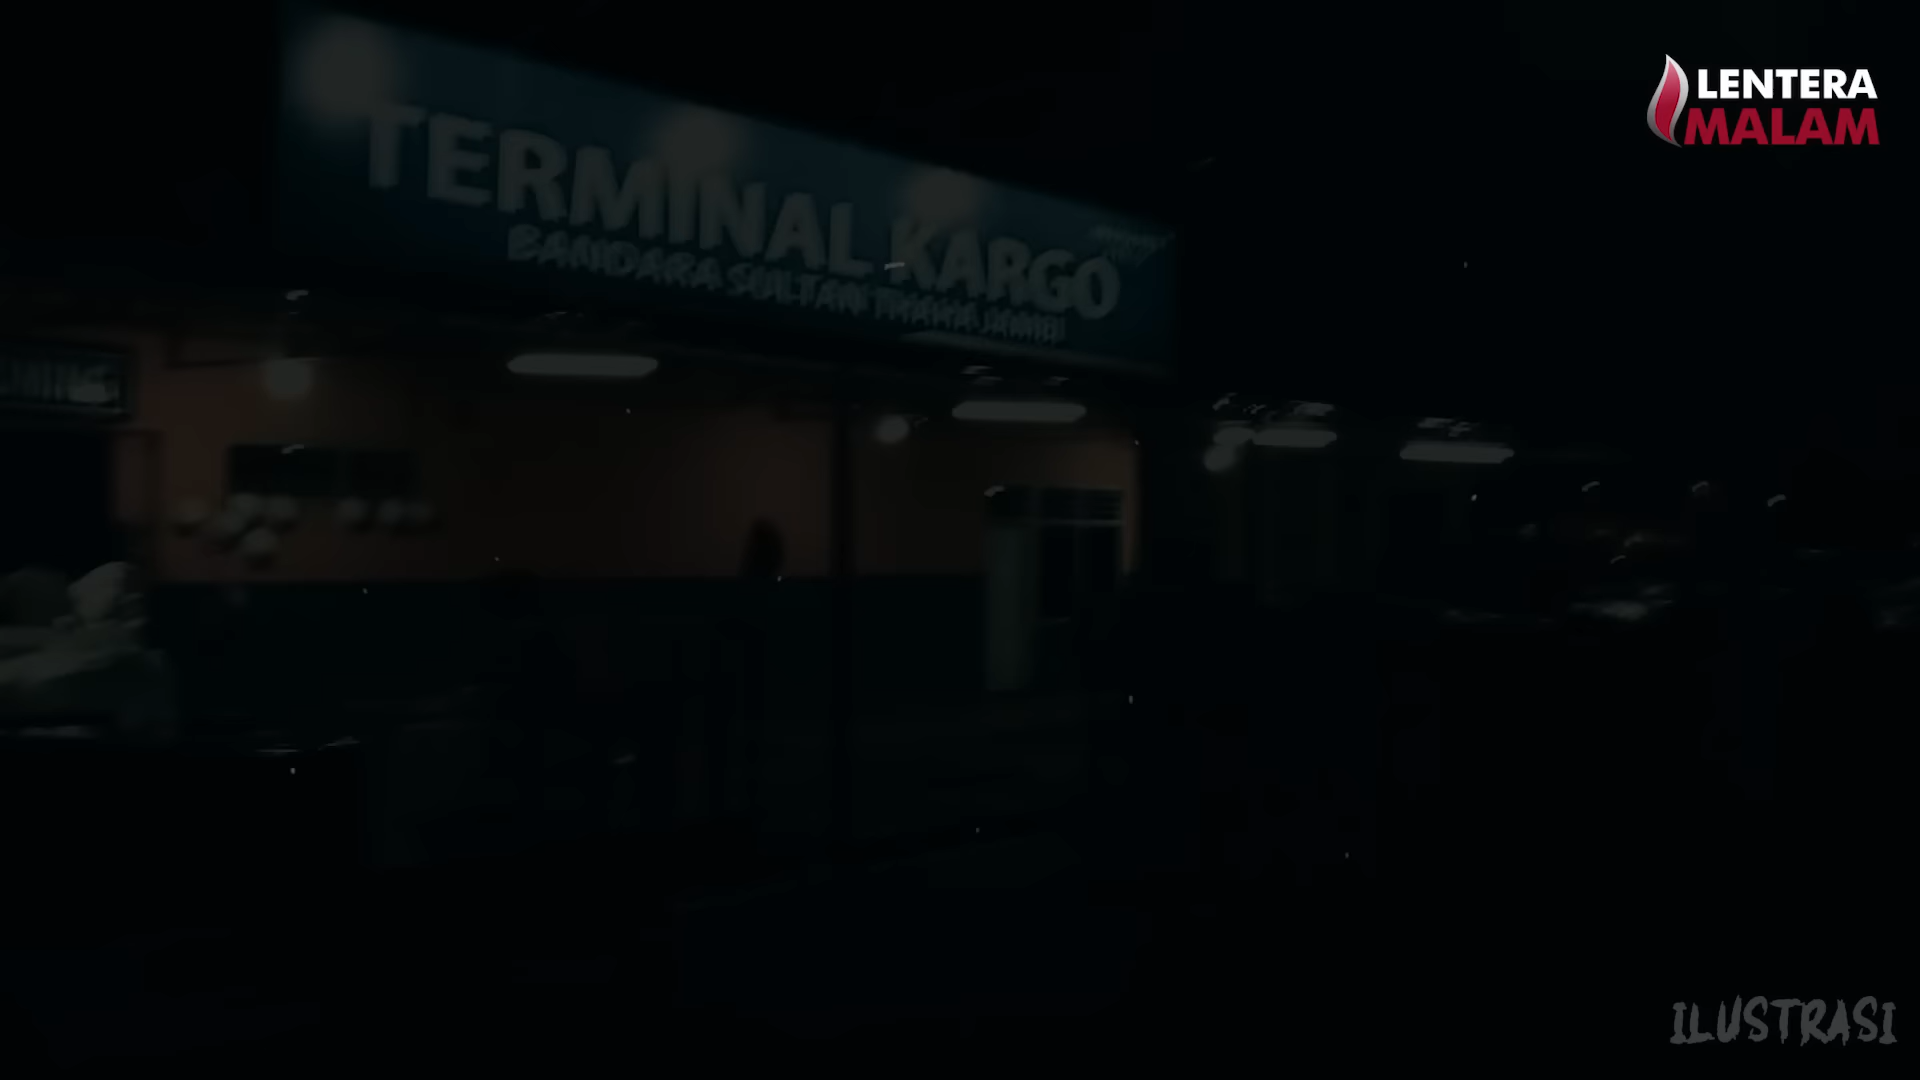 LENTERA
MALAM
TERMINAL KARGO
BANDARA SULTAN THAHA JAMBI
ILUSTRASI